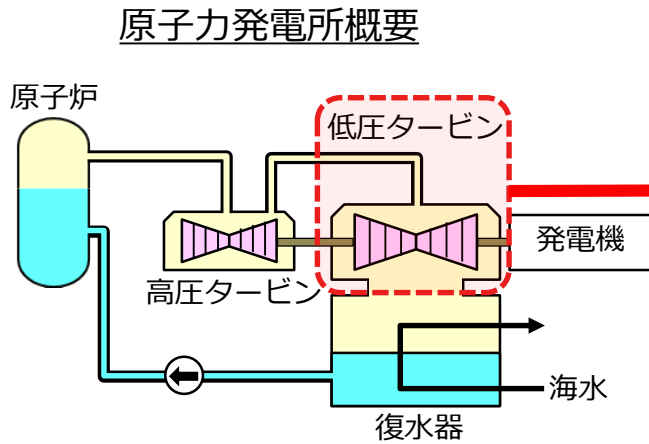 原子力発電所概要
原子炉
低圧タービン
発電機
高圧タービン
海水
復水器